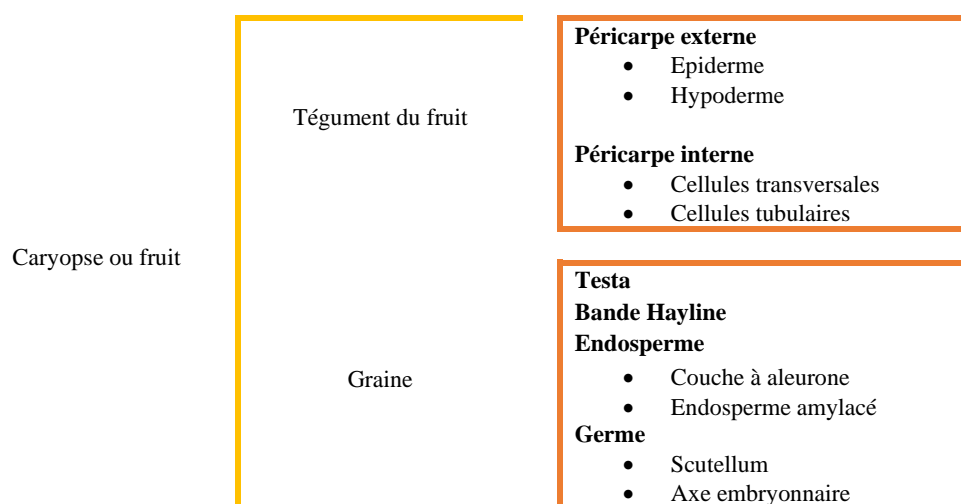 Caryopse ou fruit
Tégument du fruit
Péricarpe externe
• Epiderme
• Hypoderme
Péricarpe interne
• Cellules transversales
• Cellules tubulaires
Graine
Testa
Bande Hayline
Endosperme
• Couche à aleurone
• Endosperme amylacé
Germe
• Scutellum
• Axe embryonnaire